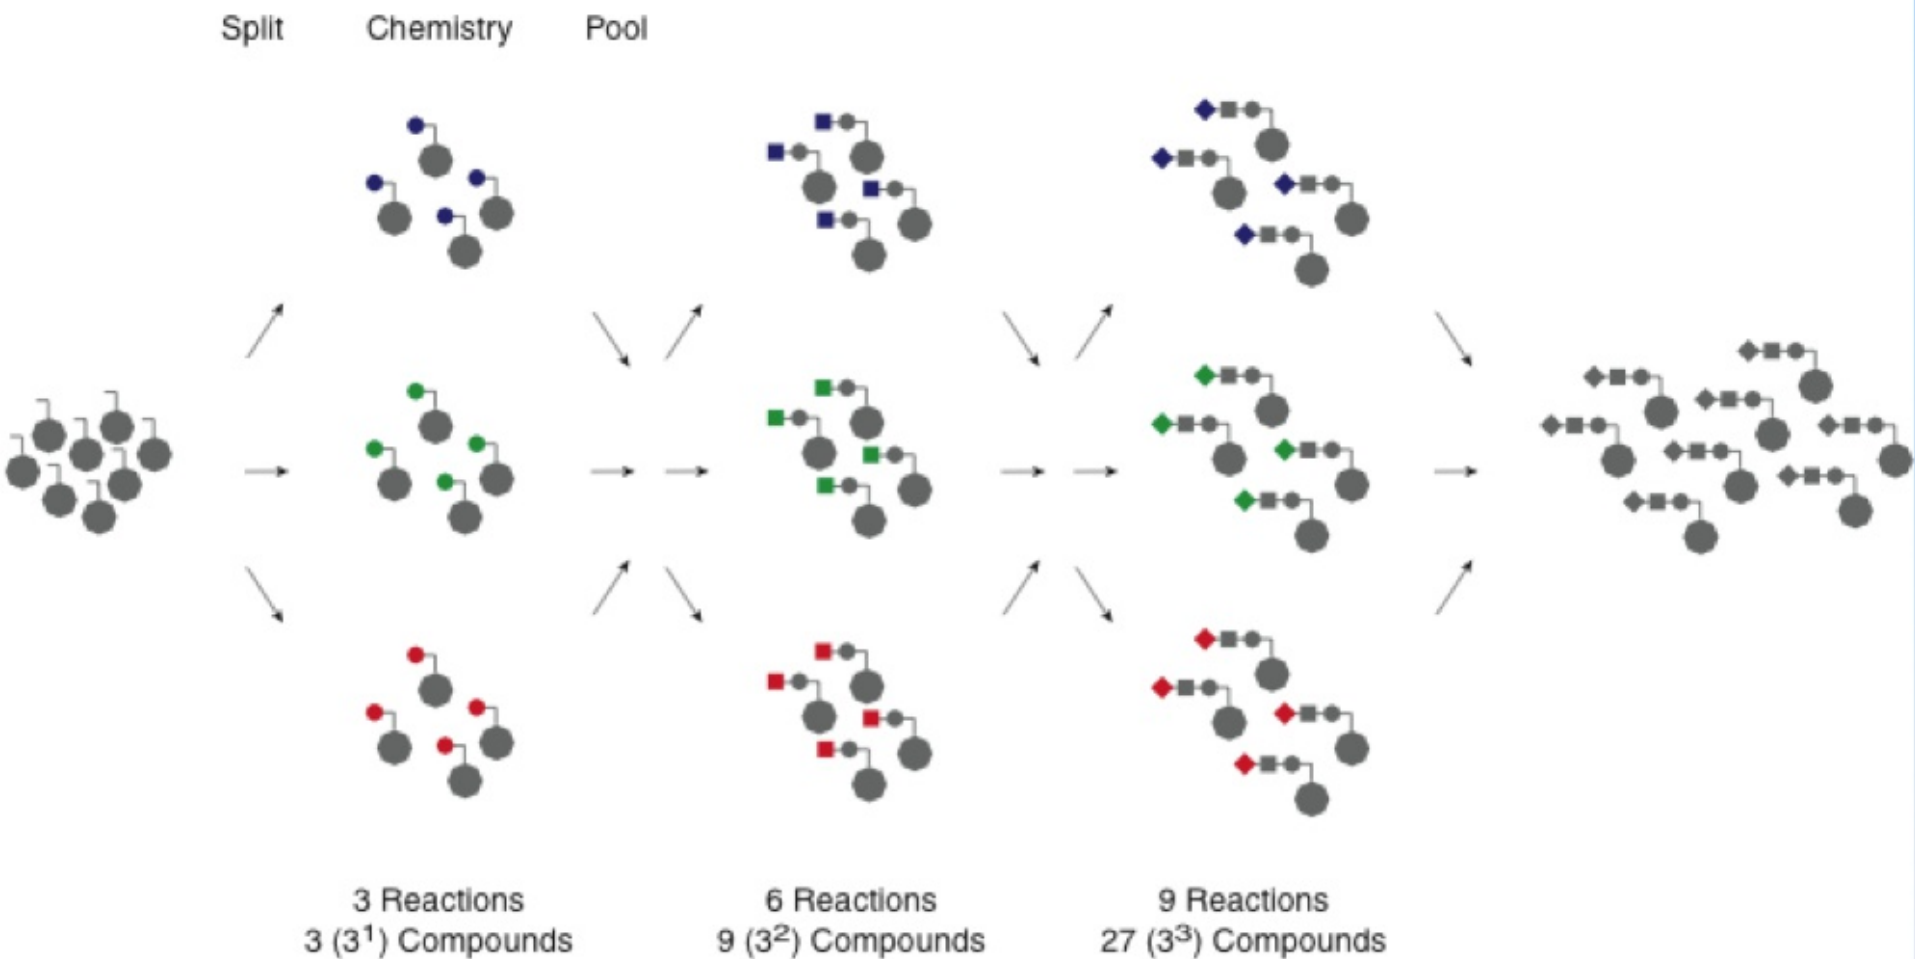 Split Chemistry Pool
3 Reactions
3 (3¹) Compounds
6 Reactions
9 (3²) Compounds
9 Reactions
27 (3³) Compounds